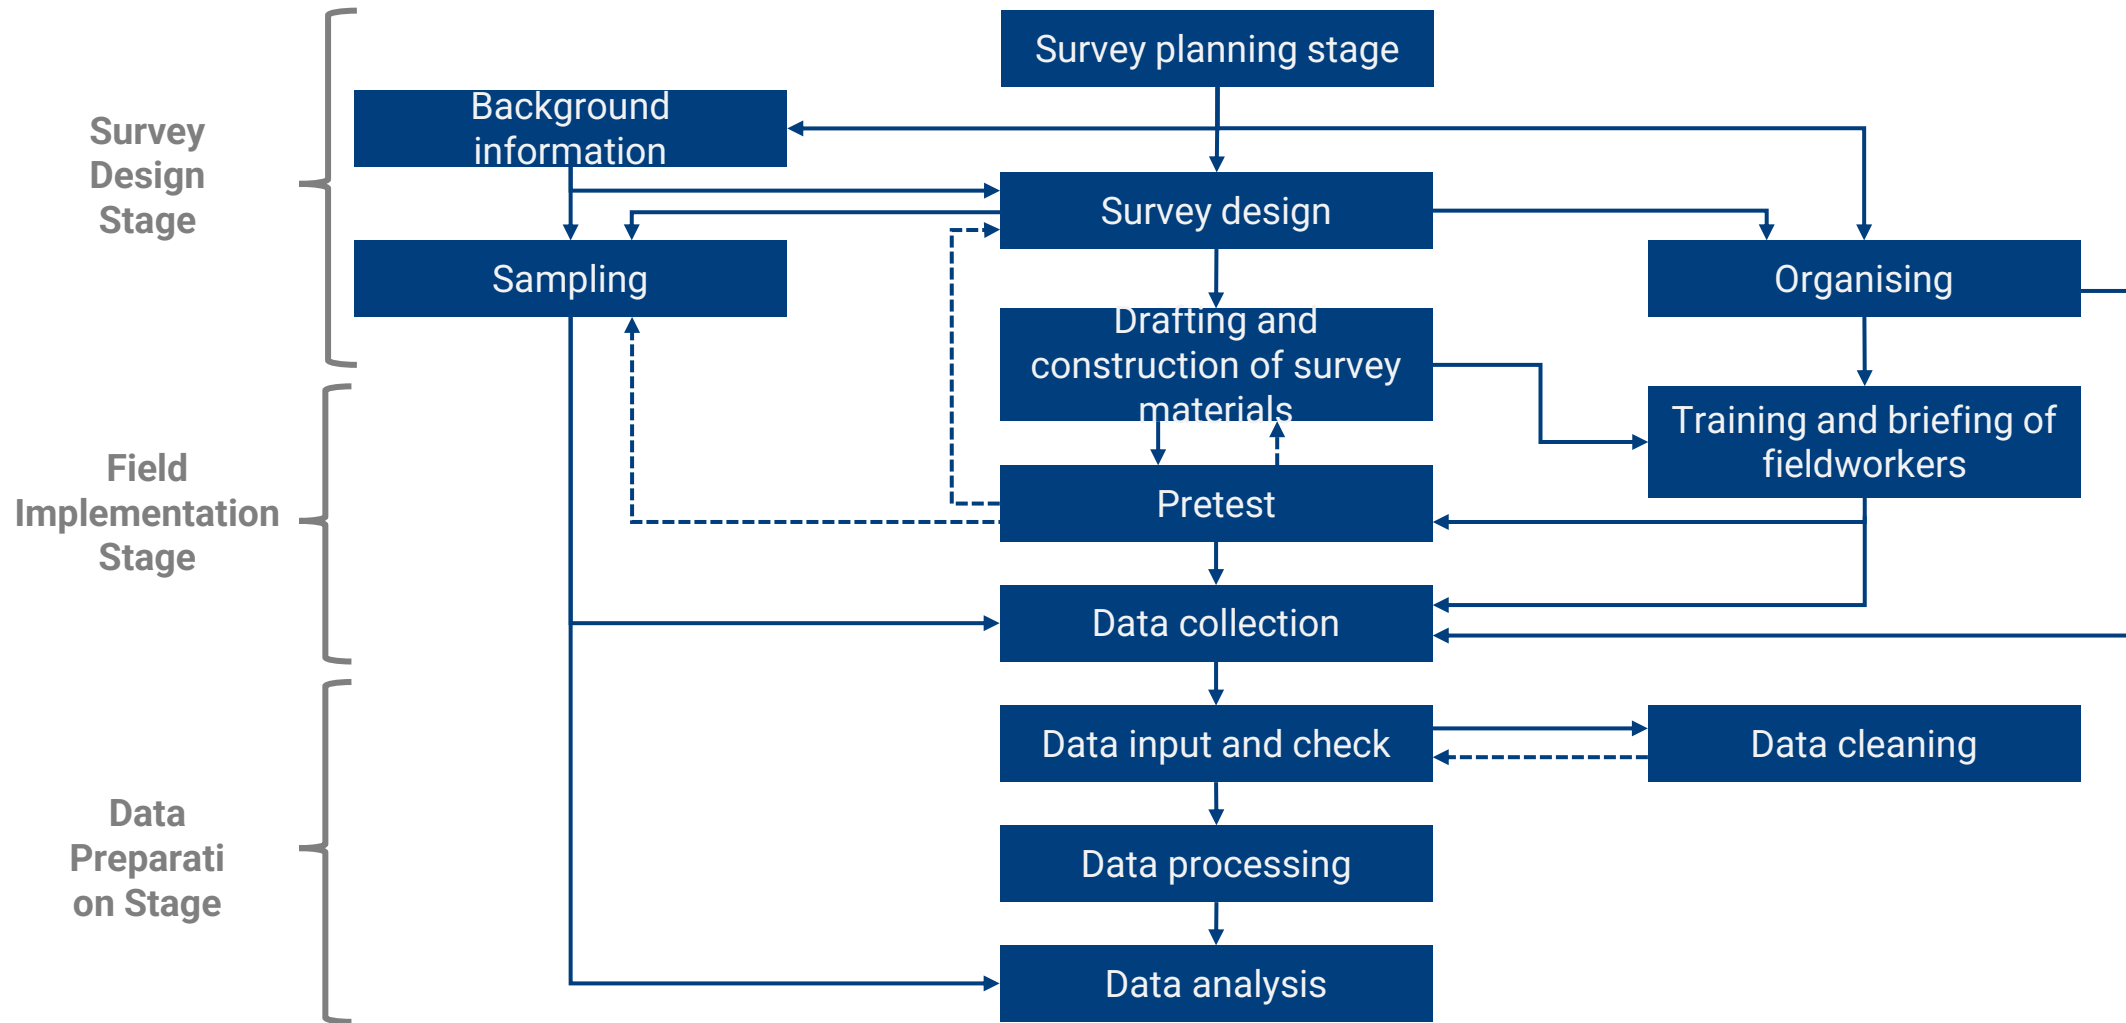 Survey planning stage
Background
information
Survey
Design
Stage
Survey design
Sampling
Organising
Drafting and
construction of survey
materials
Training and briefing of
fieldworkers
Field
Implementation
Stage
Pretest
Data collection
Data input and check
Data cleaning
Data
Preparati
on Stage
Data processing
Data analysis